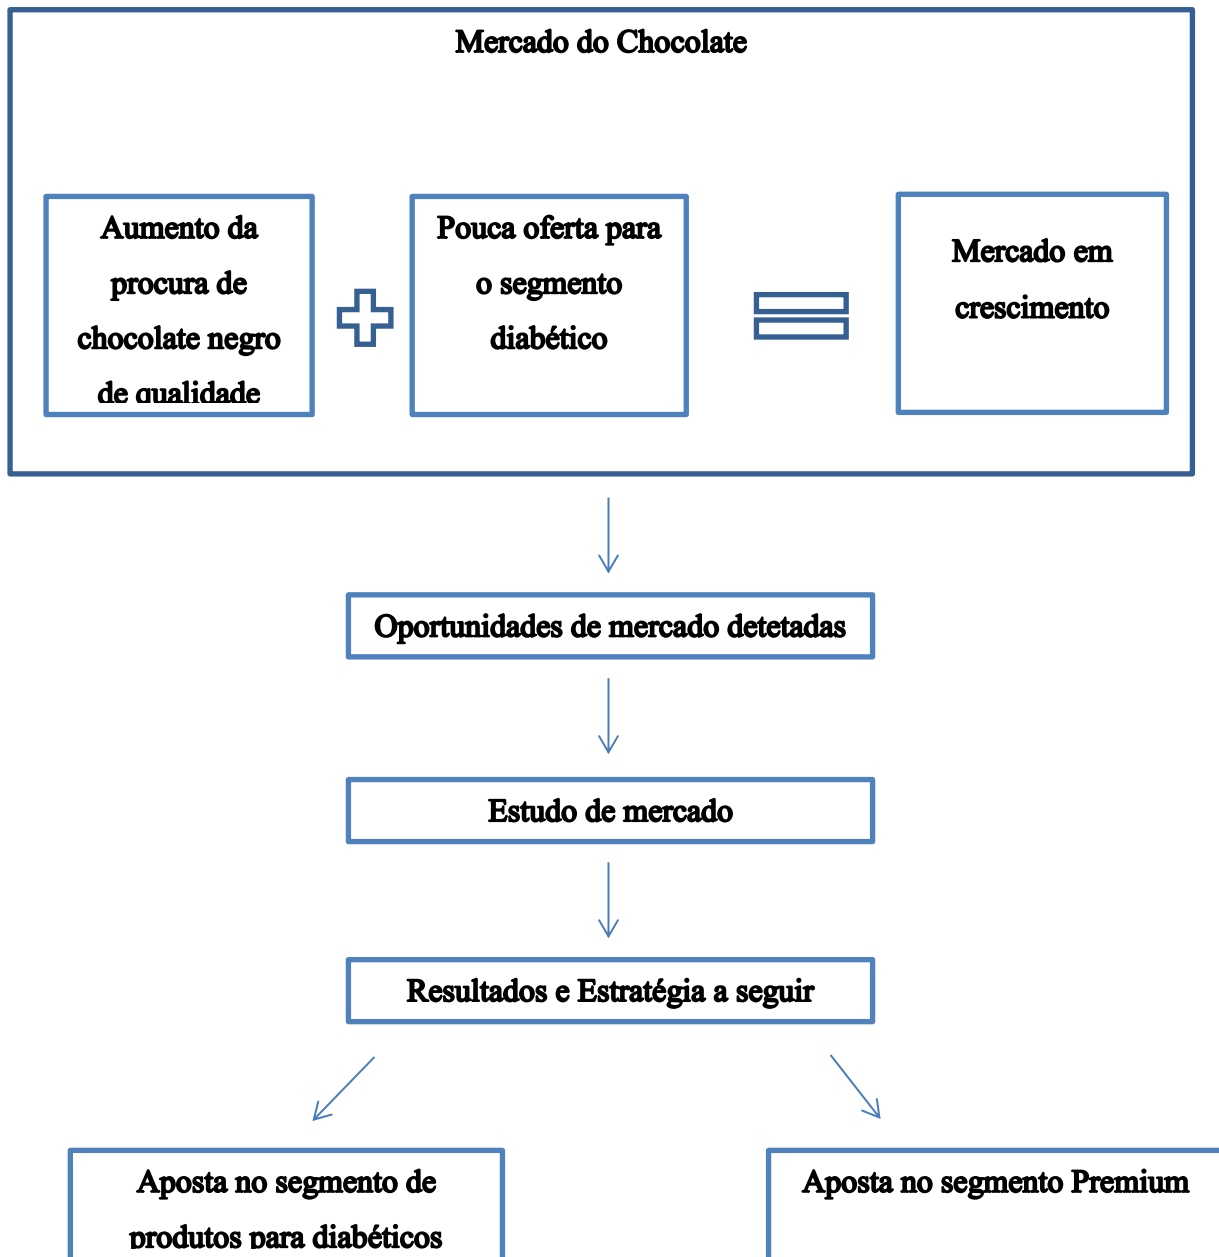 Mercado do Chocolate
Aumento da
procura de
chocolate negro
de qualidade
Pouca oferta para
o segmento
diabético
Mercado em
crescimento
Oportunidades de mercado detetadas
Estudo de mercado
Resultados e Estratégia a seguir
Aposta no segmento de
produtos para diabéticos
Aposta no segmento Premium